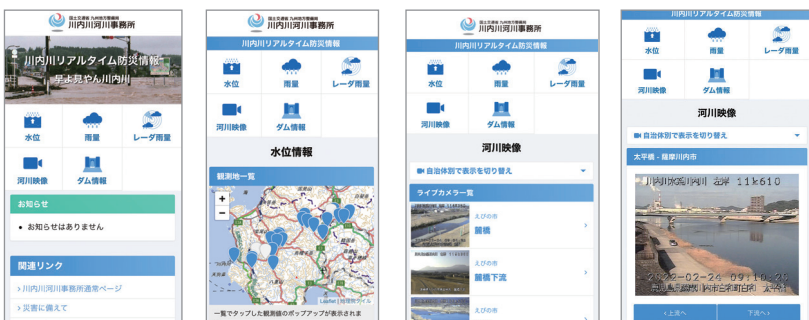 国土交通省 九州地方整備局
川内川河川事務所
川内川リアルタイム防災情報
早よ見やん川内川
水位
雨量
レーダ雨量
河川映像
ダム情報
お知らせ
お知らせはありません
関連リンク
川内川河川事務所通常ページ
災害に備えて
国土交通省 九州地方整備局
川内川河川事務所
川内川リアルタイム防災情報
水位
雨量
レーダ雨量
河川映像
ダム情報
水位情報
観測地一覧
+
−
Leaflet | 地理院タイル
一覧でタップした観測値のポップアップが表示されま
国土交通省 九州地方整備局
川内川河川事務所
川内川リアルタイム防災情報
水位
雨量
レーダ雨量
河川映像
ダム情報
河川映像
自治体別で表示を切り替え
ライブカメラ一覧
えびの市
麓橋
えびの市
麓橋下流
えびの市
川内川リアルタイム防災情報
水位
雨量
レーダ雨量
河川映像
ダム情報
河川映像
自治体別で表示を切り替え
太平橋 - 薩摩川内市
川内川水系川内川 左岸 11k610
2022-02-24 09:10:25
‹上流へ
下流へ›